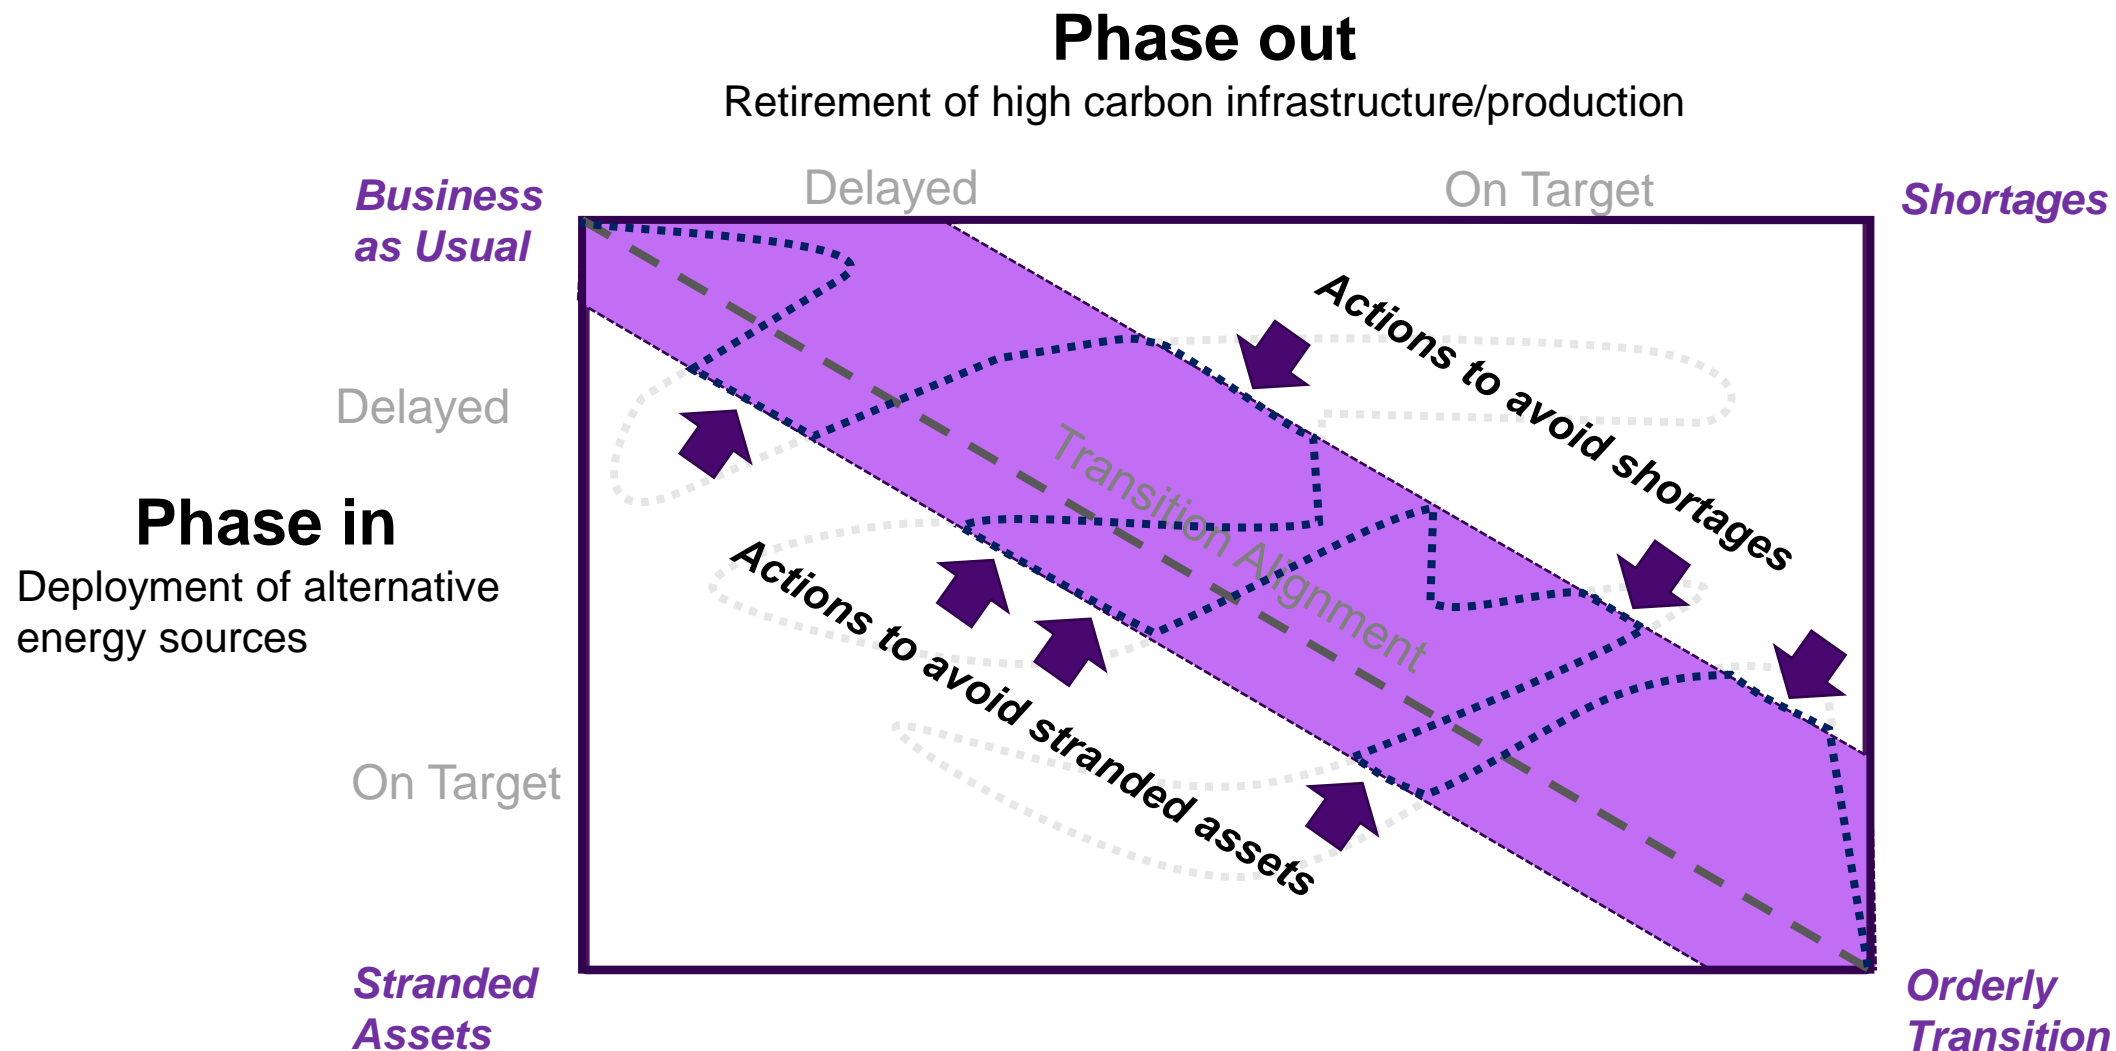 Phase out
Retirement of high carbon infrastructure/production
Business
as Usual
Delayed
On Target
Shortages
Actions to avoid shortages
Delayed
Transition Alignment
Phase in
Deployment of alternative
energy sources
Actions to avoid stranded assets
On Target
Stranded
Assets
Orderly
Transition